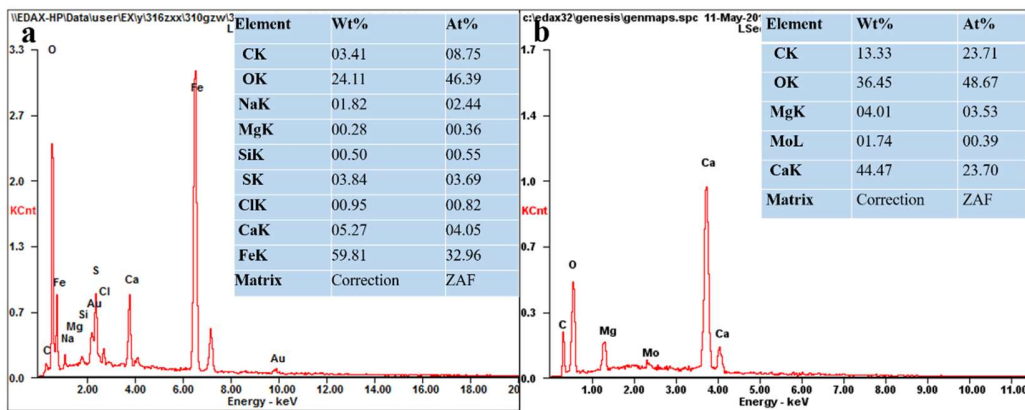 \\EDAX-HP\Data\user\EX\y\316zxx\310gzw\3
a
Element Wt% At%
CK 03.41 08.75
OK 24.11 46.39
NaK 01.82 02.44
MgK 00.28 00.36
SiK 00.50 00.55
SK 03.84 03.69
ClK 00.95 00.82
CaK 05.27 04.05
FeK 59.81 32.96
Matrix Correction ZAF
O
3.3
2.7
2.0
KCnt
1.3
0.7
0.0
Fe
C
Na
Mg
Si
Au
S
Cl
Ca
Fe
Au
2.00 4.00 6.00 8.00 10.00 12.00 14.00 16.00 18.00 20
Energy - keV
c:\edax32\genesis\genmaps.spc 11-May-20
LSec
b
Element Wt% At%
CK 13.33 23.71
OK 36.45 48.67
MgK 04.01 03.53
MoL 01.74 00.39
CaK 44.47 23.70
Matrix Correction ZAF
1.7
1.4
1.0
KCnt
0.7
0.3
0.0
C
O
Mg
Mo
Ca
Ca
1.00 2.00 3.00 4.00 5.00 6.00 7.00 8.00 9.00 10.00 11.0
Energy - keV